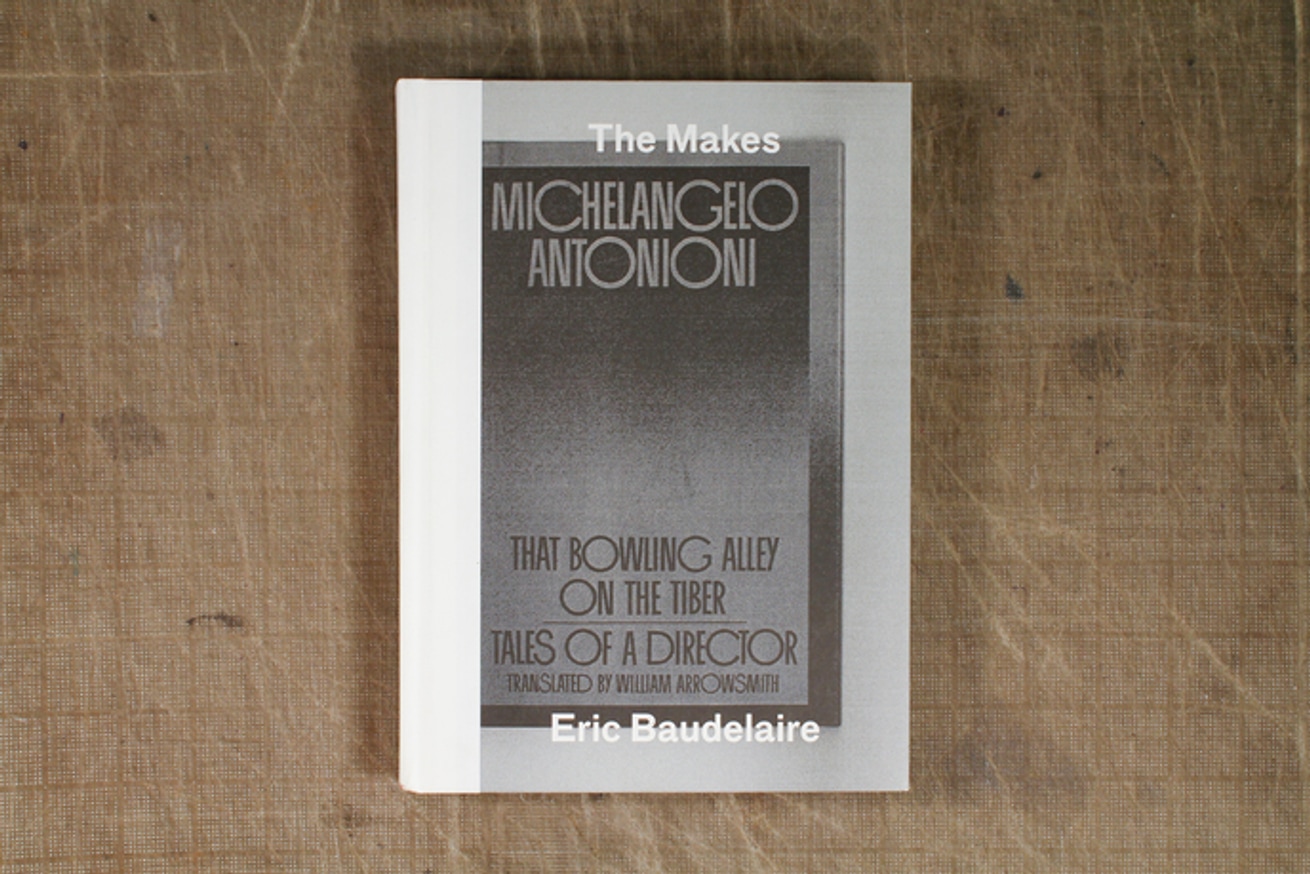 The Makes
MICHELANGELO
ANTONIONI
THAT BOWLING ALLEY
ON THE TIBER
TALES OF A DIRECTOR
TRANSLATED BY WILLIAM ARROWSMITH
Eric Baudelaire